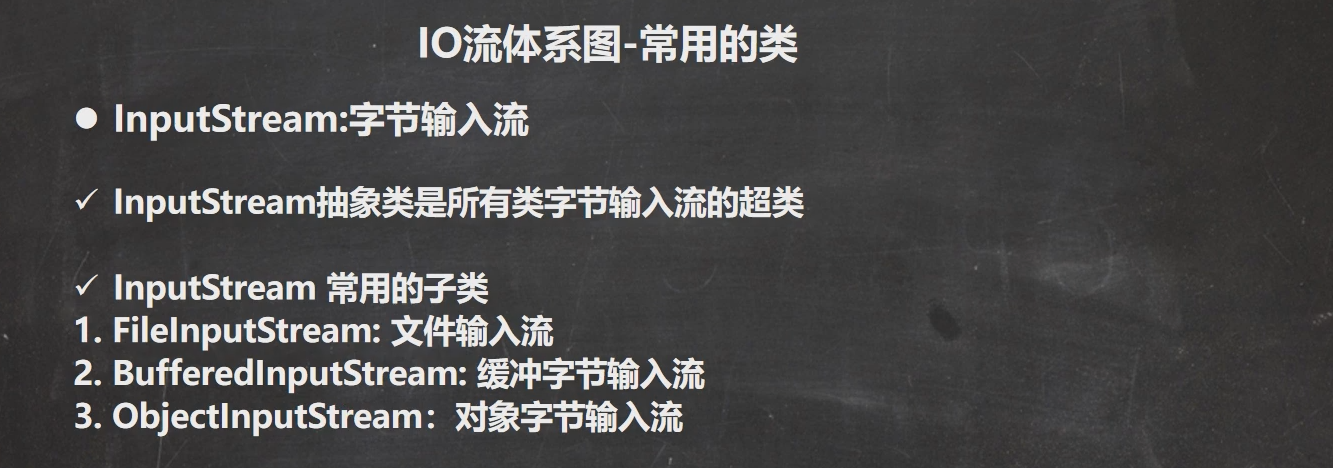 IO流体系图-常用的类
● InputStream:字节输入流
✓ InputStream抽象类是所有类字节输入流的超类
✓ InputStream 常用的子类
1. FileInputStream: 文件输入流
2. BufferedInputStream: 缓冲字节输入流
3. ObjectInputStream：对象字节输入流